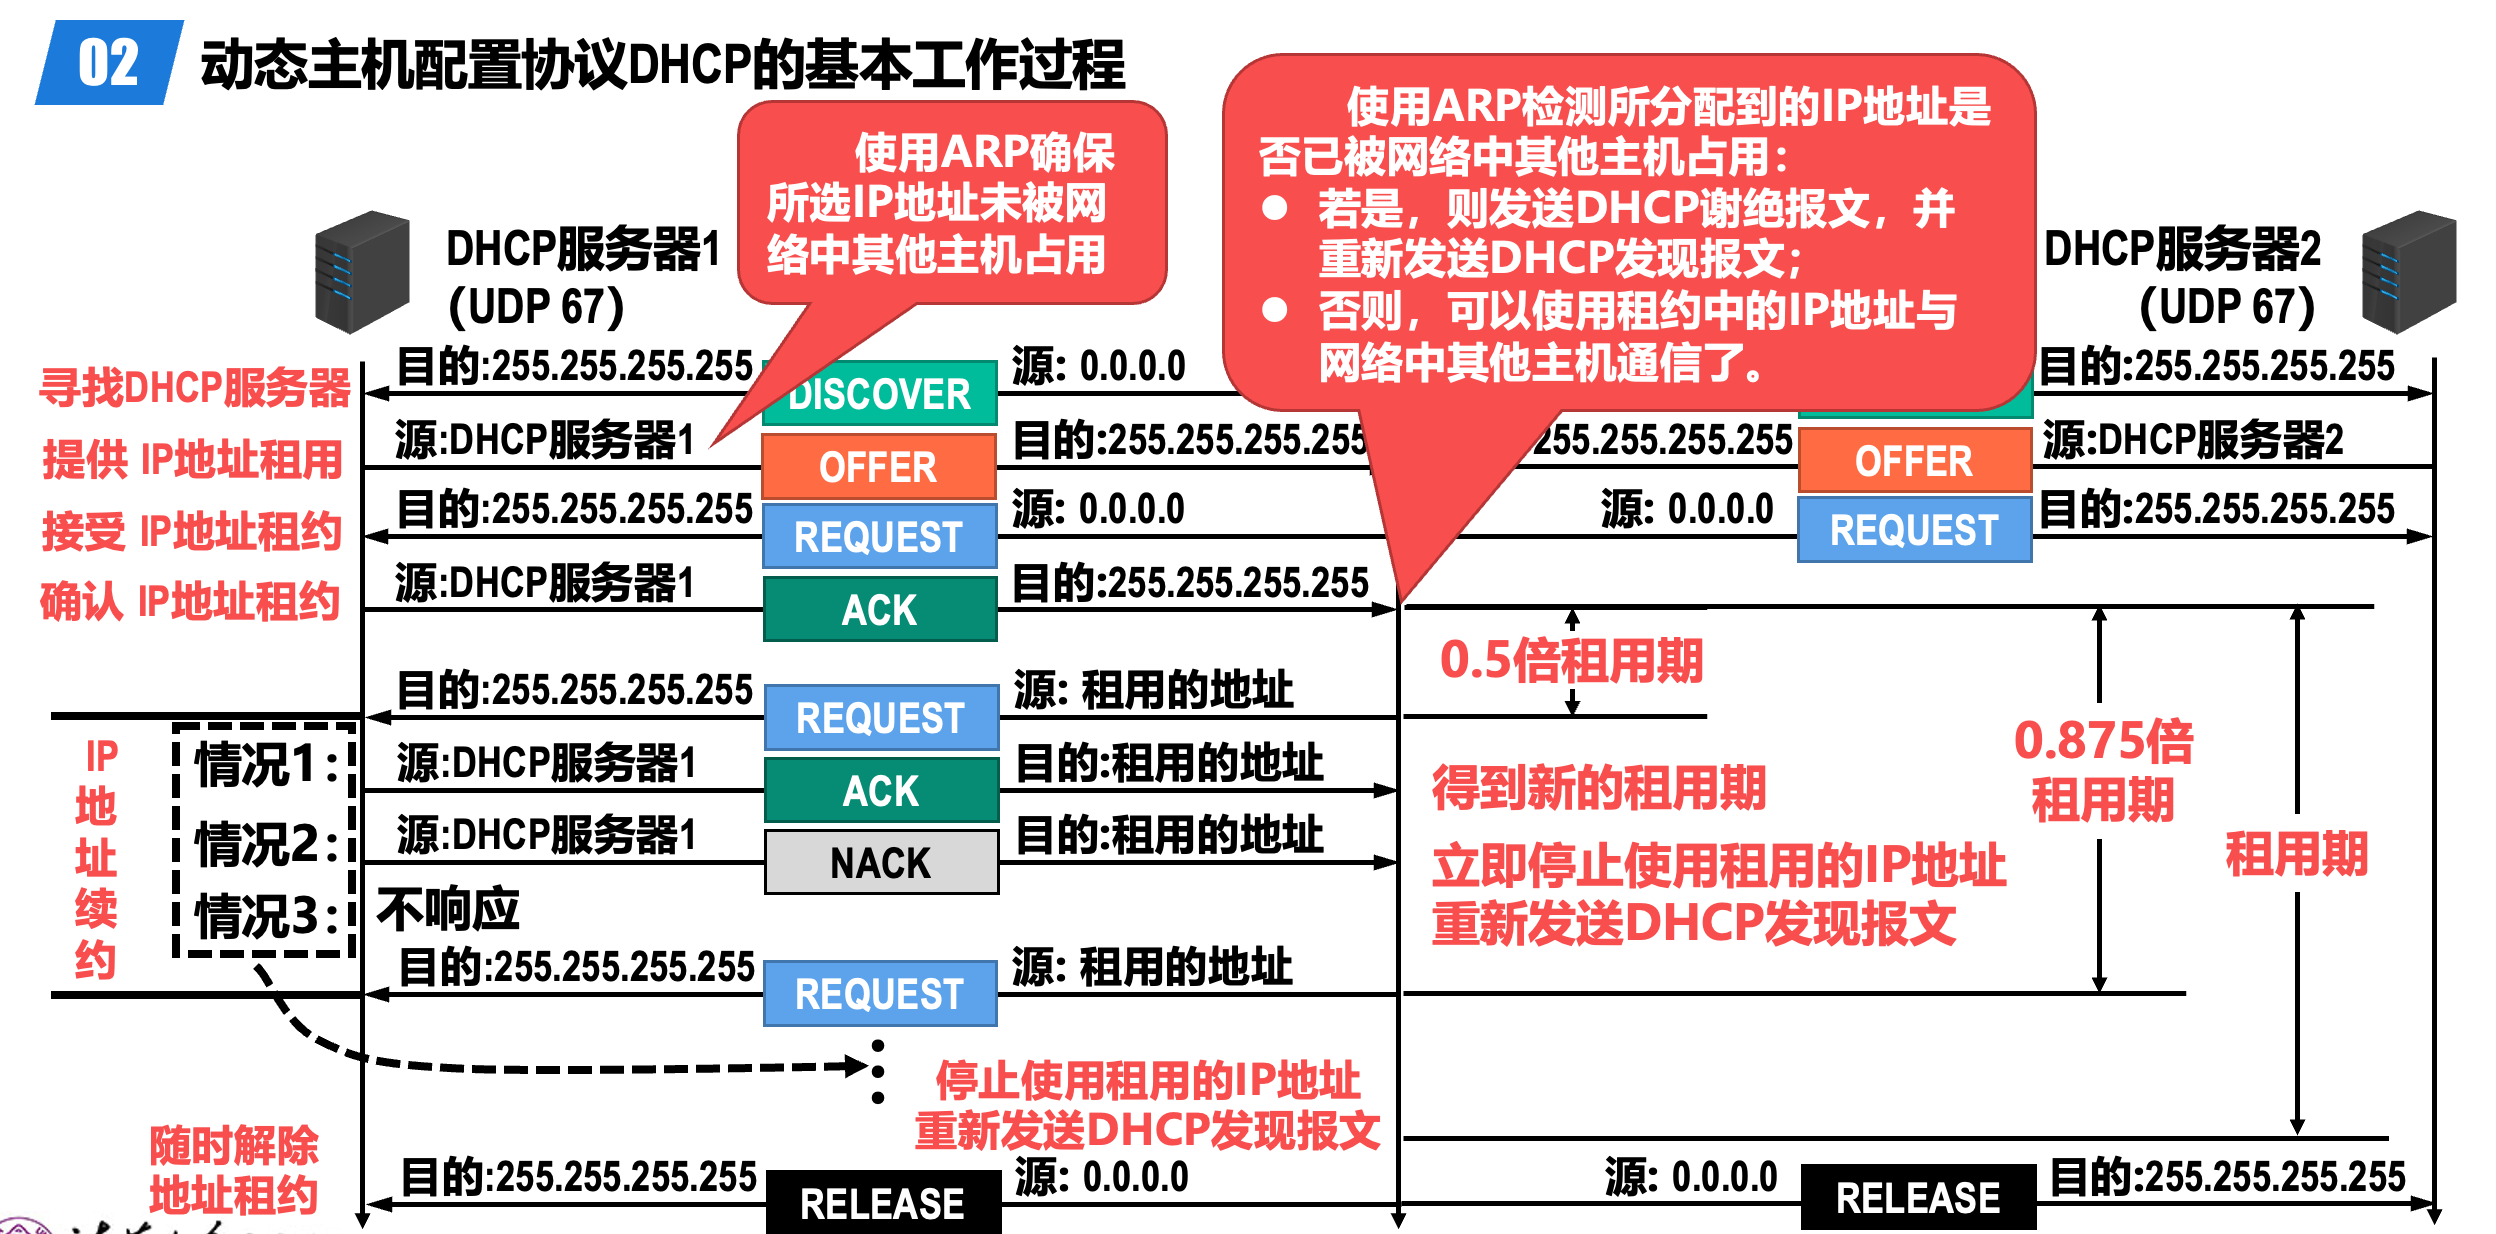 02
动态主机配置协议DHCP的基本工作过程
使用ARP确保
所选IP地址未被网
络中其他主机占用
使用ARP检测所分配到的IP地址是
否已被网络中其他主机占用：
● 若是，则发送DHCP谢绝报文，并
重新发送DHCP发现报文；
● 否则，可以使用租约中的IP地址与
网络中其他主机通信了。
DHCP服务器1
（UDP 67）
DHCP服务器2
（UDP 67）
寻找DHCP服务器
目的:255.255.255.255
DISCOVER
源: 0.0.0.0
目的:255.255.255.255
提供 IP地址租用
源:DHCP服务器1
OFFER
目的:255.255.255.255
255.255.255.255
OFFER
源:DHCP服务器2
接受 IP地址租约
目的:255.255.255.255
REQUEST
源: 0.0.0.0
源: 0.0.0.0
REQUEST
目的:255.255.255.255
确认 IP地址租约
源:DHCP服务器1
ACK
目的:255.255.255.255
0.5倍租用期
0.875倍
租用期
租用期
目的:255.255.255.255
REQUEST
源: 租用的地址
IP
地
址
续
约
情况1：
源:DHCP服务器1
ACK
目的:租用的地址
得到新的租用期
情况2：
源:DHCP服务器1
NACK
目的:租用的地址
立即停止使用租用的IP地址
重新发送DHCP发现报文
情况3：
不响应
目的:255.255.255.255
REQUEST
源: 租用的地址
停止使用租用的IP地址
重新发送DHCP发现报文
随时解除
地址租约
目的:255.255.255.255
RELEASE
源: 0.0.0.0
源: 0.0.0.0
RELEASE
目的:255.255.255.255